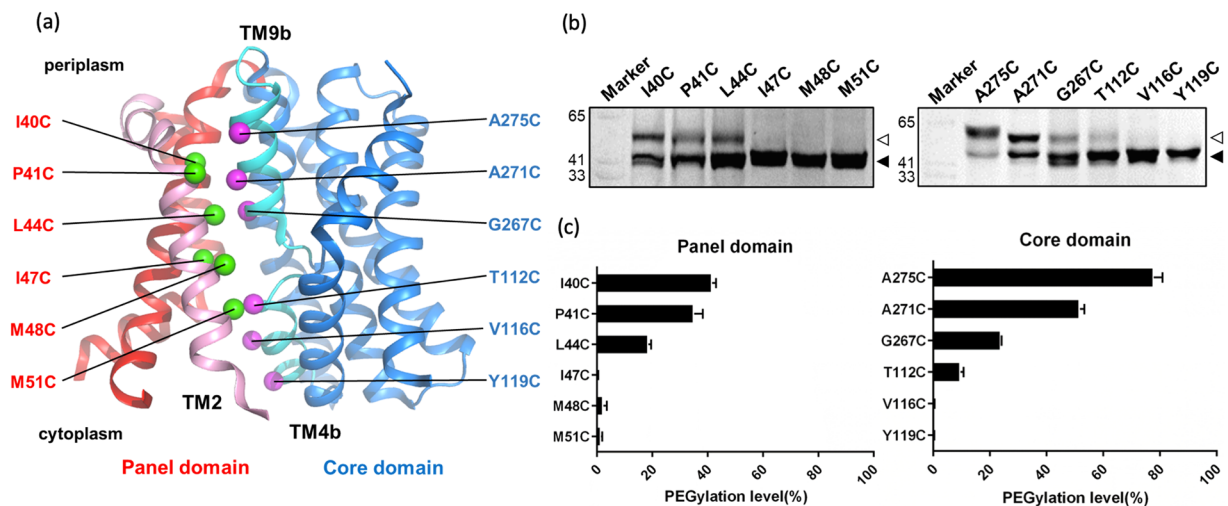 (a)
TM9b
periplasm
I40C
P41C
L44C
I47C
M48C
M51C
A275C
A271C
G267C
T112C
V116C
Y119C
TM2
TM4b
cytoplasm
Panel domain
Core domain
(b)
Marker
I40C
P41C
L44C
I47C
M48C
M51C
65
41
33
Marker
A275C
A271C
G267C
T112C
V116C
Y119C
65
41
33
(c)
Panel domain
I40C
P41C
L44C
I47C
M48C
M51C
0 20 40 60 80 100
PEGylation level(%)
Core domain
A275C
A271C
G267C
T112C
V116C
Y119C
0 20 40 60 80 100
PEGylation level(%)